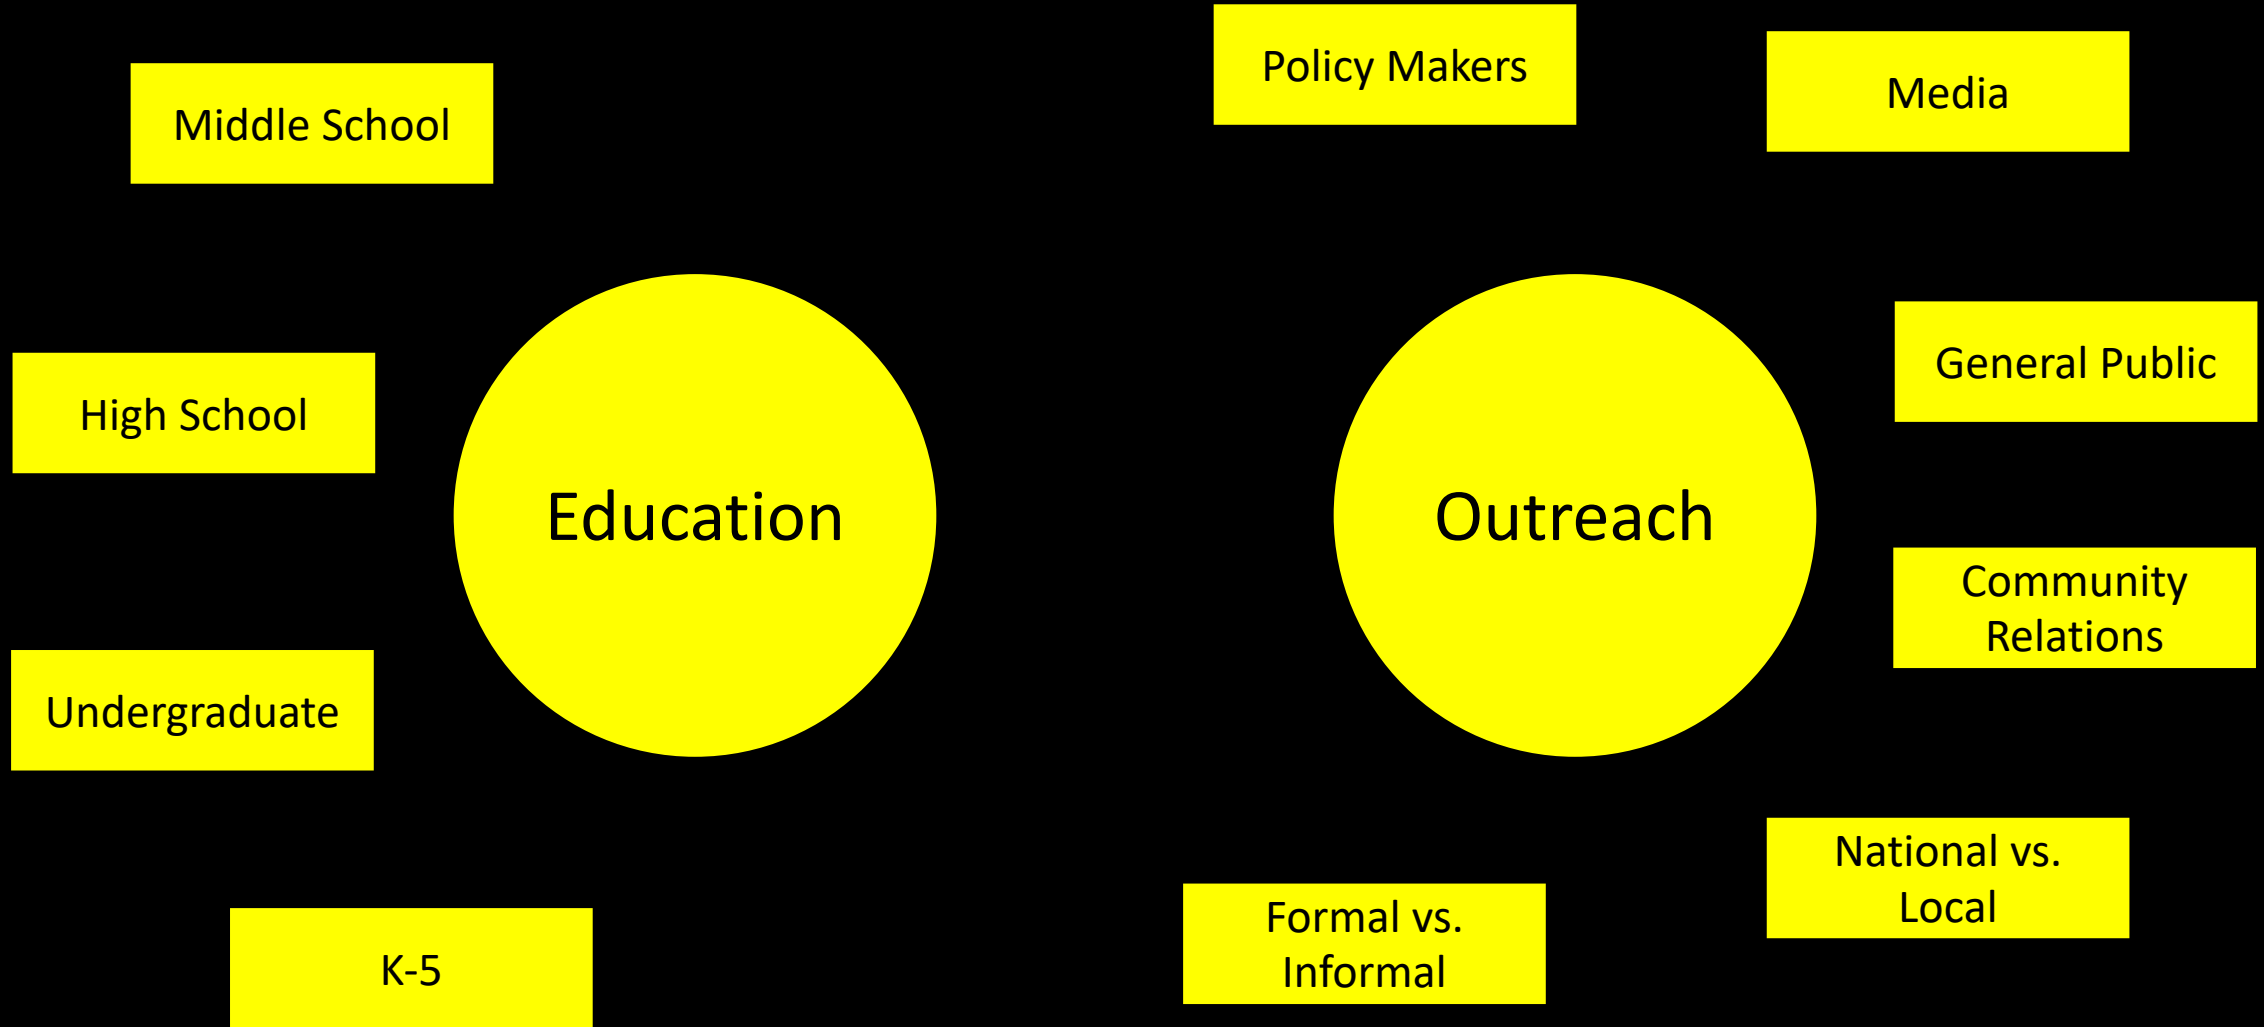 Policy Makers
Media
Middle School
General Public
High School
Education
Outreach
Community
Relations
Undergraduate
National vs.
Local
Formal vs.
Informal
K-5